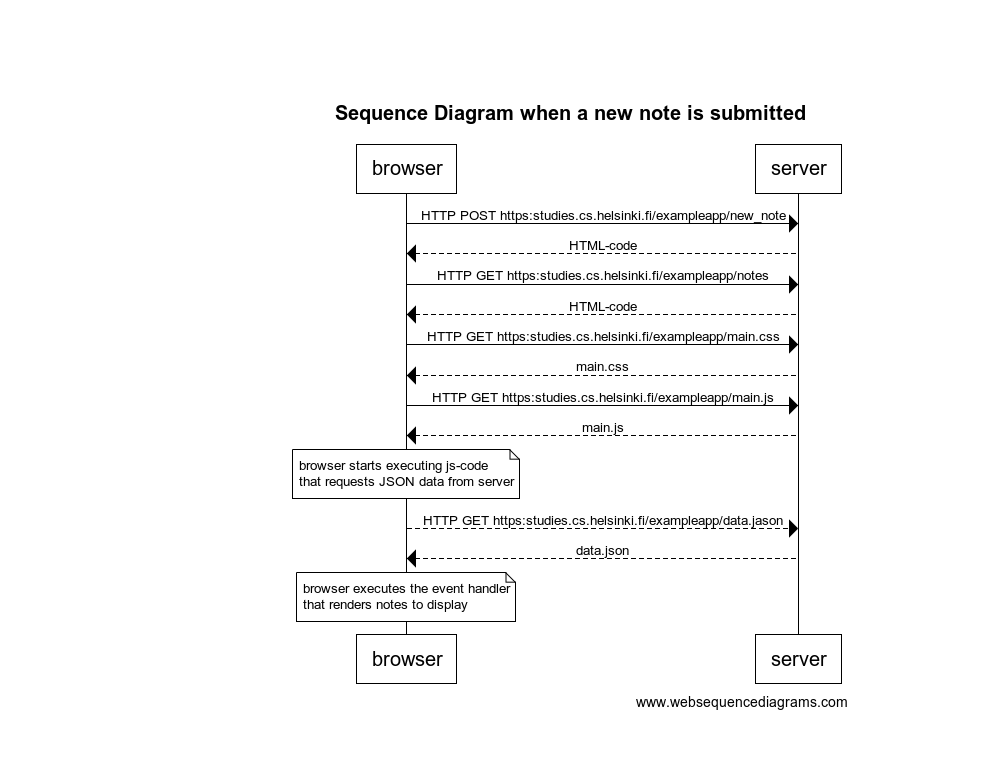 Sequence Diagram when a new note is submitted
browser
server
HTTP POST https:studies.cs.helsinki.fi/exampleapp/new_note
HTML-code
HTTP GET https:studies.cs.helsinki.fi/exampleapp/notes
HTML-code
HTTP GET https:studies.cs.helsinki.fi/exampleapp/main.css
main.css
HTTP GET https:studies.cs.helsinki.fi/exampleapp/main.js
main.js
browser starts executing js-code
that requests JSON data from server
HTTP GET https:studies.cs.helsinki.fi/exampleapp/data.jason
data.json
browser executes the event handler
that renders notes to display
browser
server
www.websequencediagrams.com